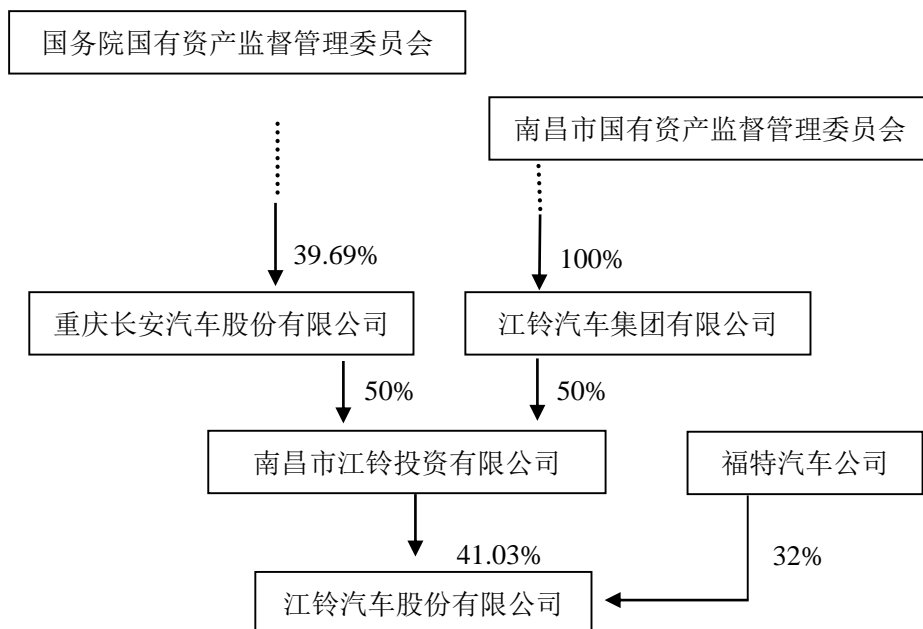 国务院国有资产监督管理委员会
南昌市国有资产监督管理委员会
39.69%
100%
重庆长安汽车股份有限公司
江铃汽车集团有限公司
50%
50%
南昌市江铃投资有限公司
福特汽车公司
41.03%
32%
江铃汽车股份有限公司